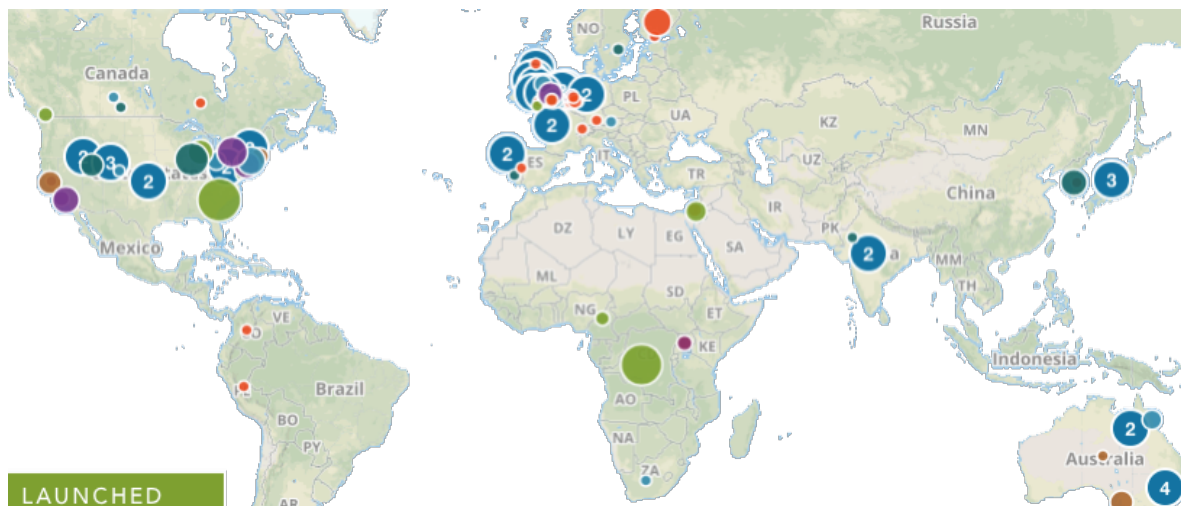 Russia
NO
Canada
2
PL
UA
KZ
MN
2
2
3
2
2
ES
IT
UZ
TR
China
3
Mexico
DZ
LY
EG
IR
PK
SA
2
a
MM
ML
TH
SD
NG
ET
VE
KE
Indonesia
Brazil
AO
BO
2
NA
PY
Australia
ZA
4
LAUNCHED
AR